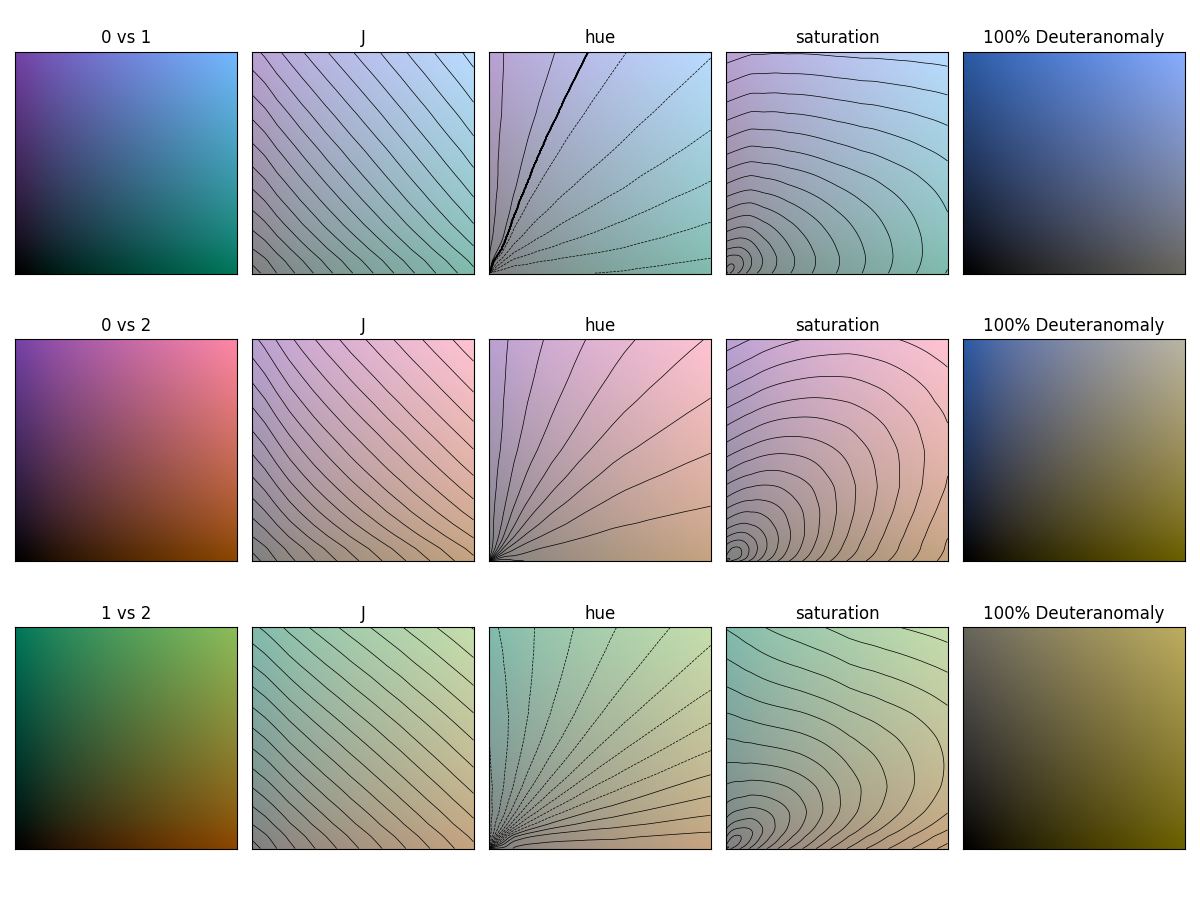 0 vs 1
J
hue
saturation
100% Deuteranomaly
0 vs 2
J
hue
saturation
100% Deuteranomaly
1 vs 2
J
hue
saturation
100% Deuteranomaly